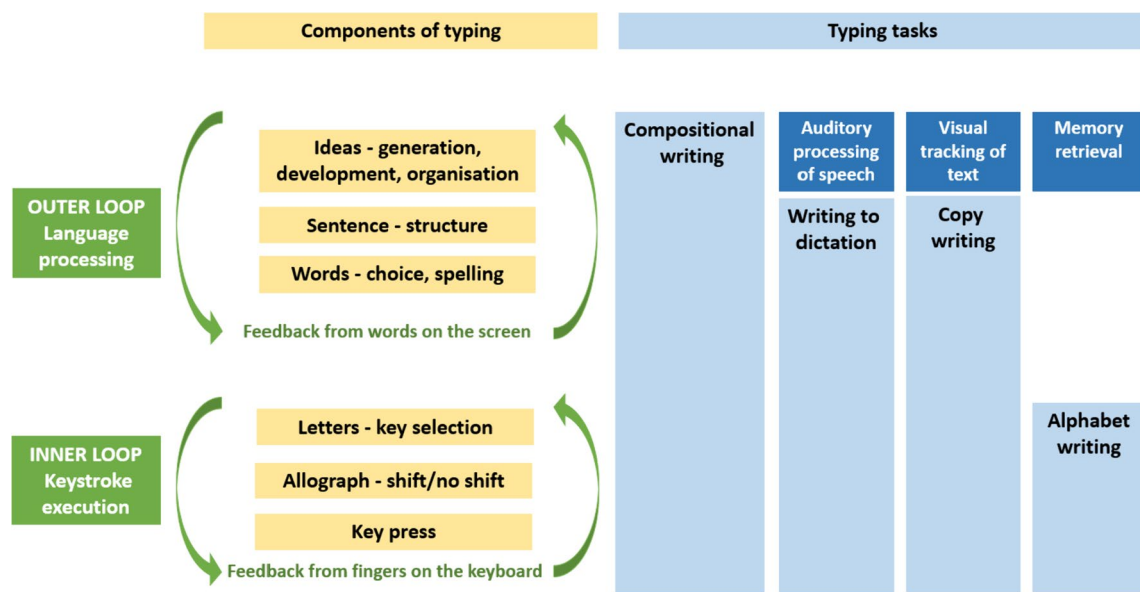 Components of typing
Typing tasks
OUTER LOOP
Language
processing
Ideas - generation,
development, organisation
Sentence - structure
Words - choice, spelling
Feedback from words on the screen
INNER LOOP
Keystroke
execution
Letters - key selection
Allograph - shift/no shift
Key press
Feedback from fingers on the keyboard
Compositional
writing
Auditory
processing
of speech
Writing to
dictation
Visual
tracking of
text
Copy
writing
Memory
retrieval
Alphabet
writing